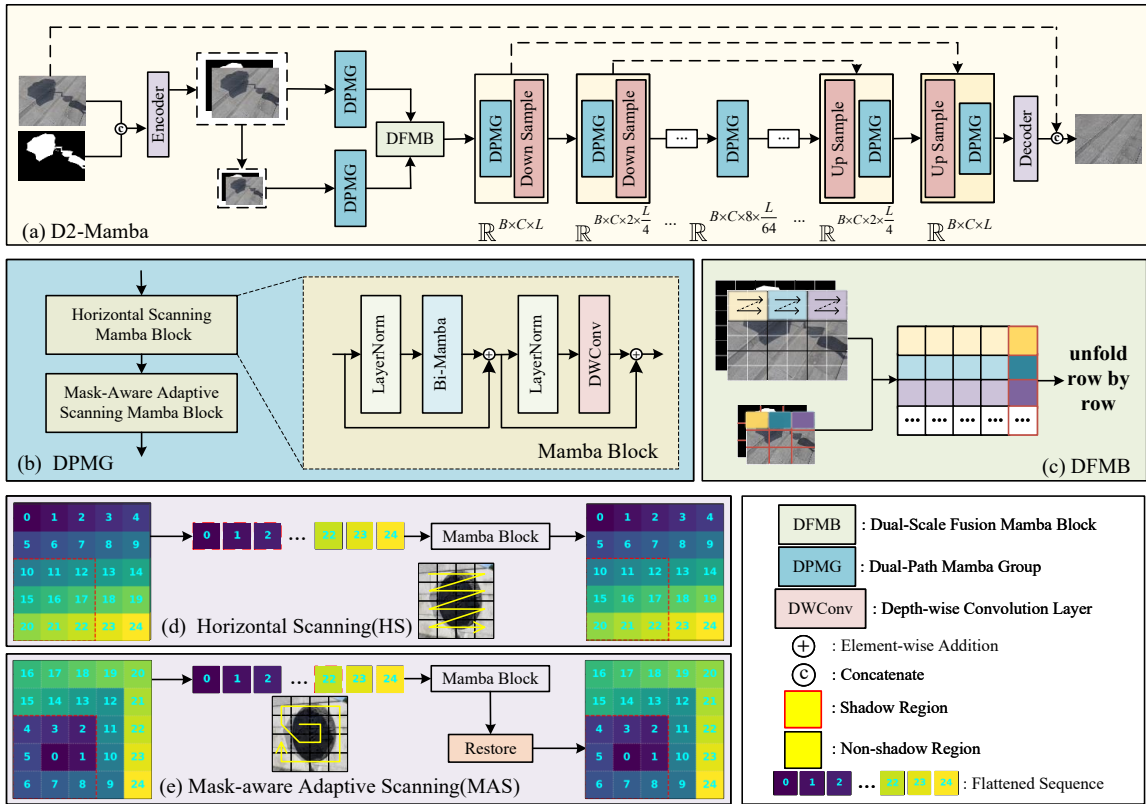 C
Encoder
DPMG
DPMG
DFMB
DPMG
Down Sample
DPMG
Down Sample
...
DPMG
...
Up Sample
DPMG
Up Sample
DPMG
Decoder
C
ℝ^{B×C×L}
ℝ^{B×C×2×L/4}
...
ℝ^{B×C×8×L/64}
...
ℝ^{B×C×2×L/4}
ℝ^{B×C×L}
(a) D2-Mamba
Horizontal Scanning
Mamba Block
Mask-Aware Adaptive
Scanning Mamba Block
(b) DPMG
LayerNorm
Bi-Mamba
+
LayerNorm
DWConv
+
Mamba Block
... ... ... ... ... ...
unfold
row by
row
(c) DFMB
0 1 2 3 4
5 6 7 8 9
10 11 12 13 14
15 16 17 18 19
20 21 22 23 24
0 1 2 ... 22 23 24
Mamba Block
0 1 2 3 4
5 6 7 8 9
10 11 12 13 14
15 16 17 18 19
20 21 22 23 24
(d) Horizontal Scanning(HS)
16 17 18 19 20
15 14 13 12 21
4 3 2 11 22
5 0 1 10 23
6 7 8 9 24
0 1 2 ... 22 23 24
Mamba Block
Restore
16 17 18 19 20
15 14 13 12 21
4 3 2 11 22
5 0 1 10 23
6 7 8 9 24
(e) Mask-aware Adaptive Scanning(MAS)
DFMB : Dual-Scale Fusion Mamba Block
DPMG : Dual-Path Mamba Group
DWConv : Depth-wise Convolution Layer
+ : Element-wise Addition
C : Concatenate
: Shadow Region
: Non-shadow Region
0 1 2 ... 22 23 24 : Flattened Sequence